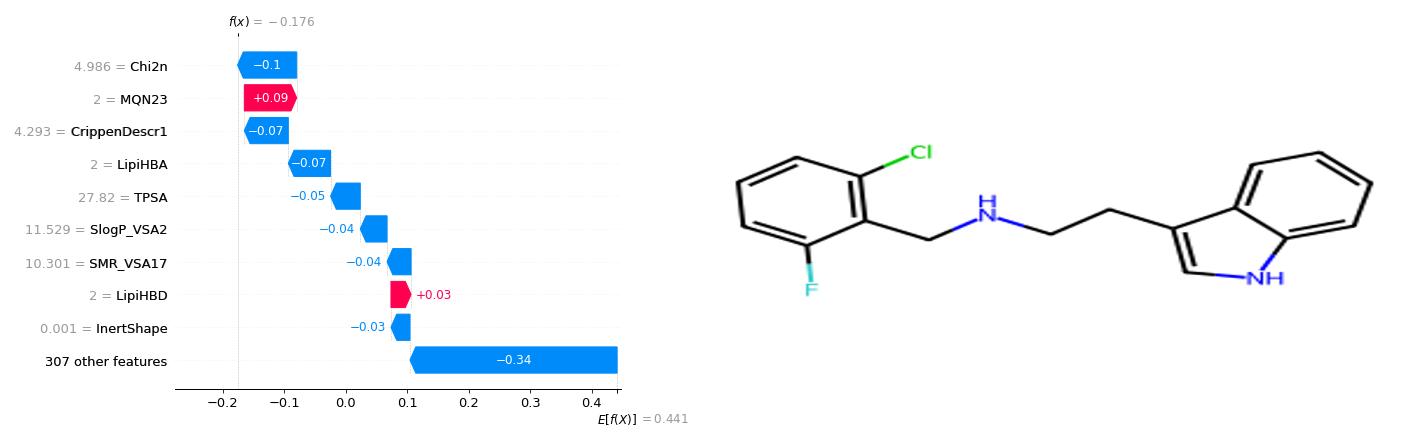 f(x) = −0.176
4.986 = Chi2n
−0.1
2 = MQN23
+0.09
4.293 = CrippenDescr1
−0.07
2 = LipiHBA
−0.07
27.82 = TPSA
−0.05
11.529 = SlogP_VSA2
−0.04
10.301 = SMR_VSA17
−0.04
2 = LipiHBD
+0.03
0.001 = InertShape
−0.03
307 other features
−0.34
−0.2 −0.1 0.0 0.1 0.2 0.3 0.4
E[f(X)] = 0.441
Cl
H
N
F
NH